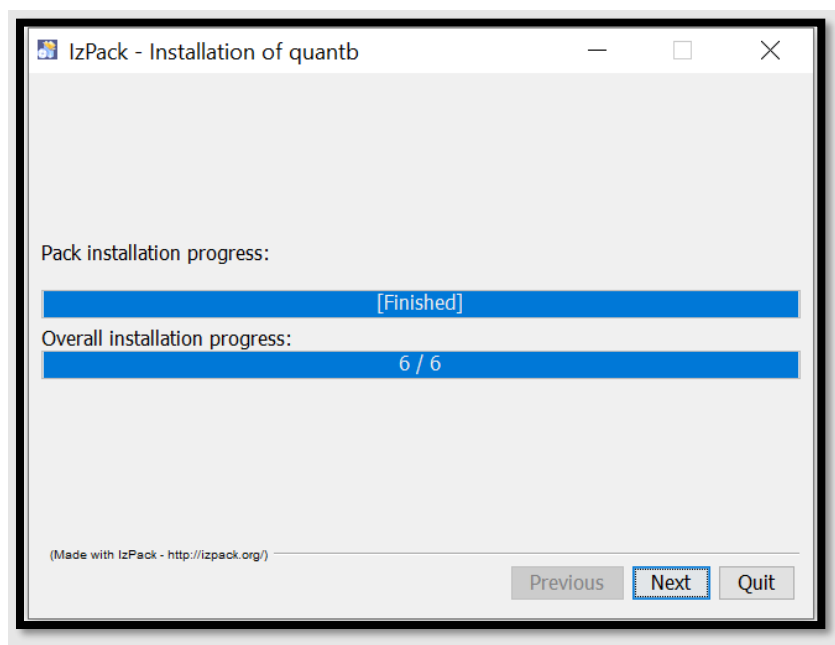 IzPack - Installation of quantb
Pack installation progress:
[Finished]
Overall installation progress:
6 / 6
(Made with IzPack - http://izpack.org/)
Previous Next Quit